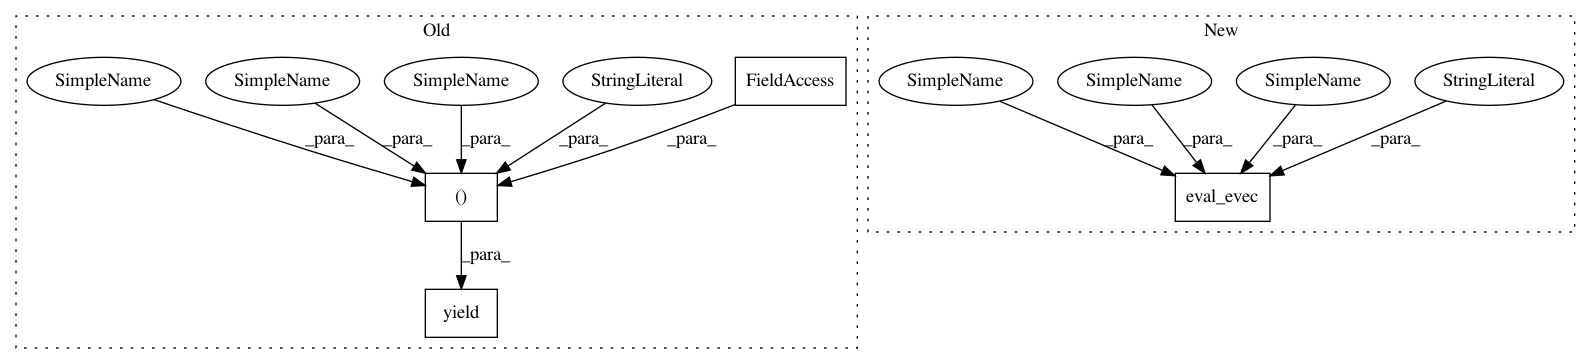 Old
New
SimpleName
SimpleName
SimpleName
StringLiteral
FieldAccess
SimpleName
SimpleName
SimpleName
StringLiteral
_para_
_para_
_para_
_para_
_para_
_para_
_para_
_para_
_para_
()
eval_evec
_para_
yield